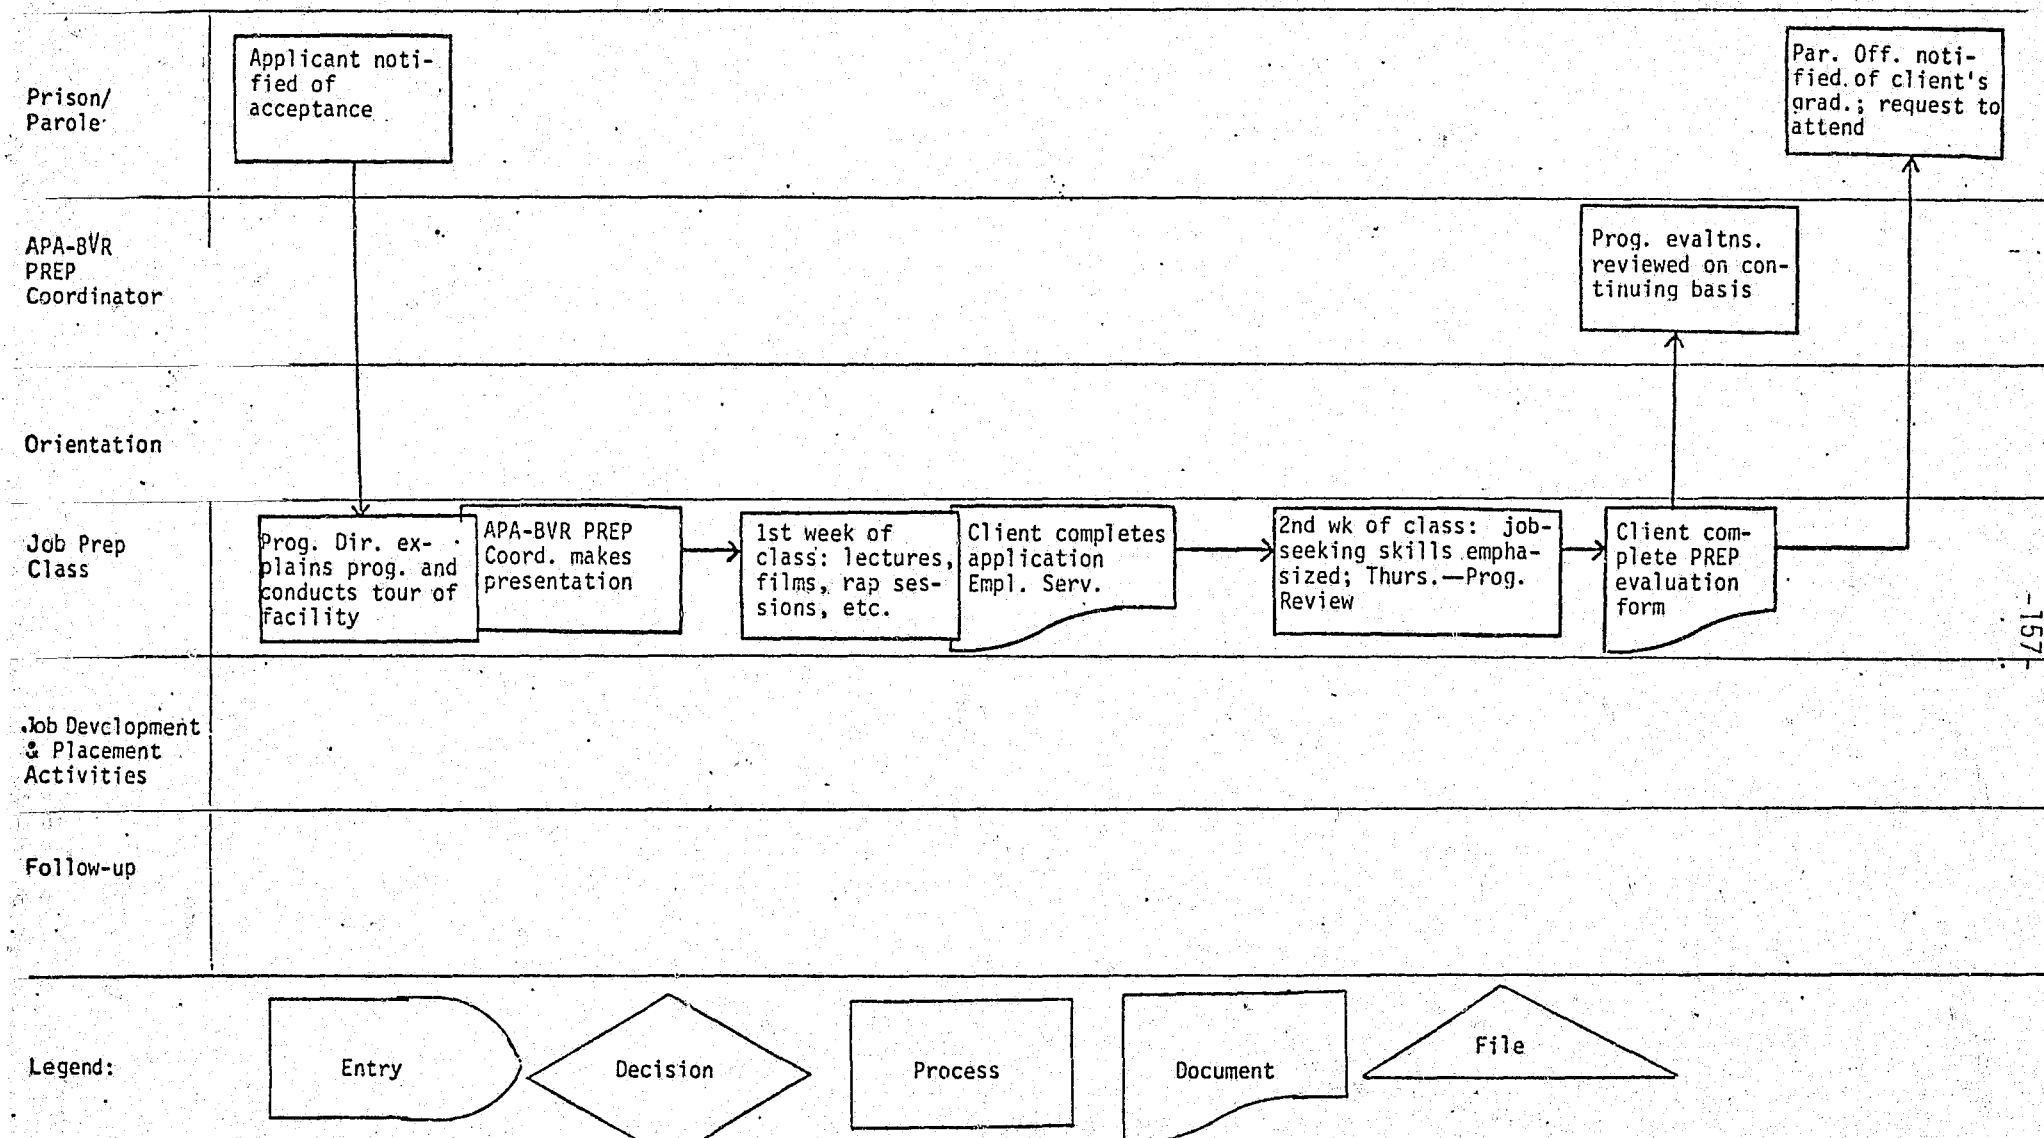 Prison/
Parole
Applicant noti-
fied of
acceptance
Par. Off. noti-
fied of client's
grad.; request to
attend
APA-BVR
PREP
Coordinator
Prog. evaltns.
reviewed on con-
tinuing basis
Orientation
Job Prep
Class
Prog. Dir. ex-
plains prog. and
conducts tour of
facility
APA-BVR PREP
Coord. makes
presentation
1st week of
class: lectures,
films, rap ses-
sions, etc.
Client completes
application
Empl. Serv.
2nd wk of class: job-
seeking skills empha-
sized; Thurs.—Prog.
Review
Client com-
plete PREP
evaluation
form
-157-
Job Development
& Placement
Activities
Follow-up
Legend:
Entry
Decision
Process
Document
File